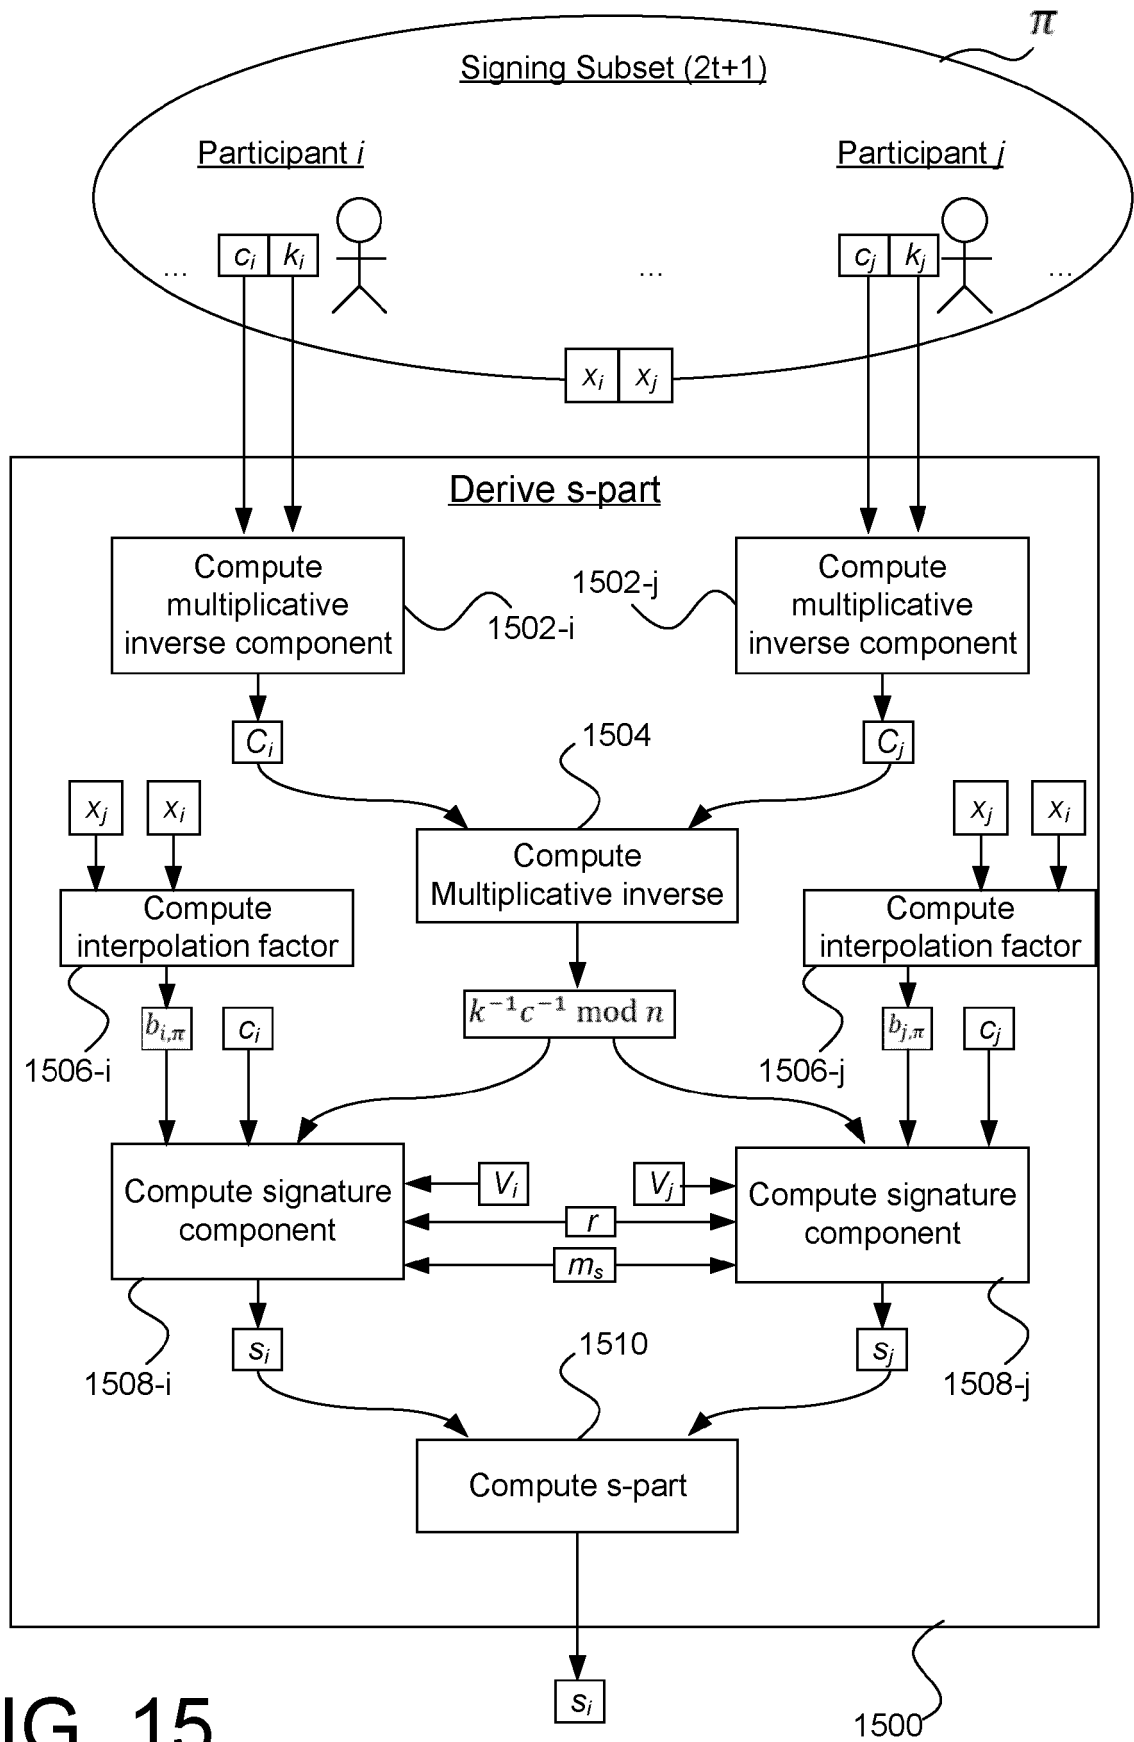 π
Signing Subset (2t+1)
Participant i
Participant j
... c_i k_i ... c_j k_j ...
x_i x_j
Derive s-part
Compute
multiplicative
inverse component
1502-i
1502-j
Compute
multiplicative
inverse component
C_i
1504
C_j
x_j x_i
x_j x_i
Compute
Multiplicative inverse
Compute
interpolation factor
Compute
interpolation factor
k⁻¹c⁻¹ mod n
b_{i,π} c_i
b_{j,π} c_j
1506-i
1506-j
Compute signature
component
V_i
V_j
r
m_s
Compute signature
component
s_i
1510
s_j
1508-i
1508-j
Compute s-part
s_i
1500
IG. 15